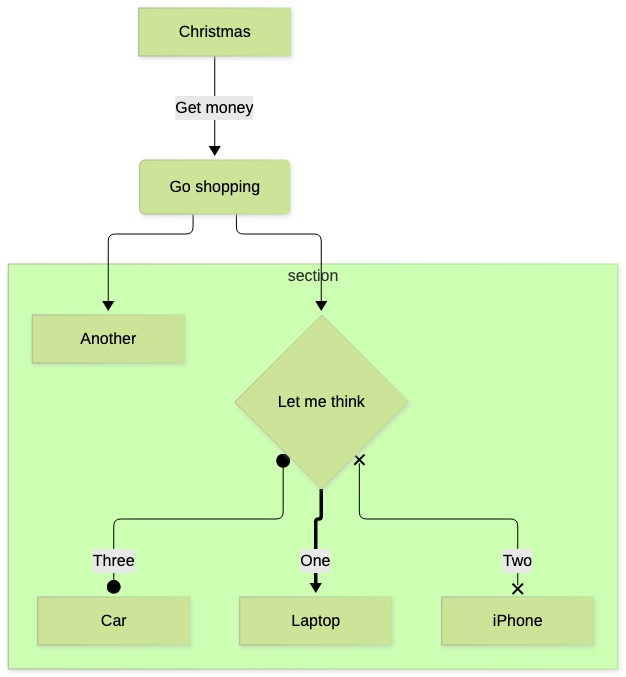 Christmas
Get money
Go shopping
section
Another
Let me think
Three
One
Two
Car
Laptop
iPhone